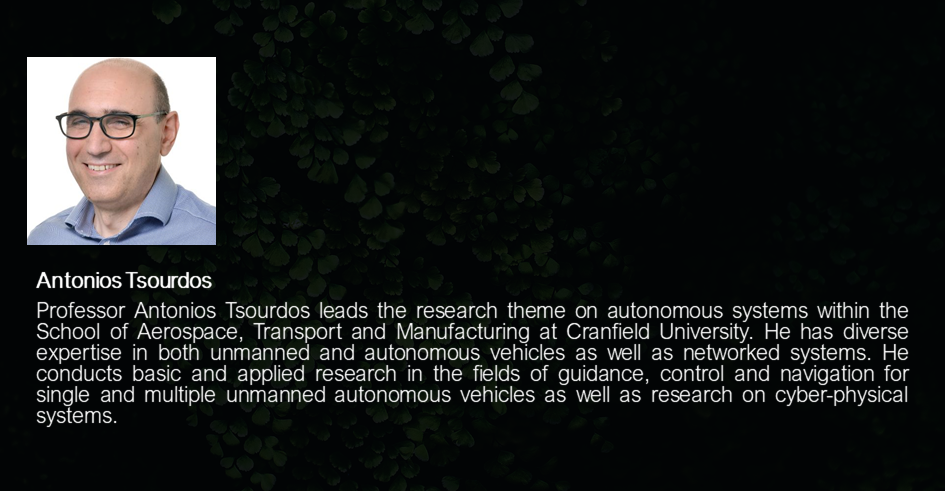 Antonios Tsourdos
Professor Antonios Tsourdos leads the research theme on autonomous systems within the
School of Aerospace, Transport and Manufacturing at Cranfield University. He has diverse
expertise in both unmanned and autonomous vehicles as well as networked systems. He
conducts basic and applied research in the fields of guidance, control and navigation for
single and multiple unmanned autonomous vehicles as well as research on cyber-physical
systems.